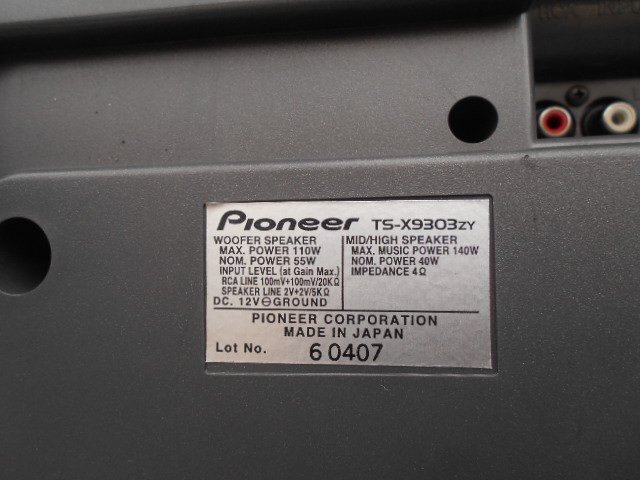 Pioneer TS-X9303ZY
WOOFER SPEAKER
MAX. POWER 110W
NOM. POWER 55W
INPUT LEVEL (at Gain Max.)
RCA LINE 100mV+100mV/20KΩ
SPEAKER LINE 2V+2V/5KΩ
DC. 12V⊖GROUND
MID/HIGH SPEAKER
MAX. MUSIC POWER 140W
NOM. POWER 40W
IMPEDANCE 4Ω
PIONEER CORPORATION
MADE IN JAPAN
Lot No. 60407